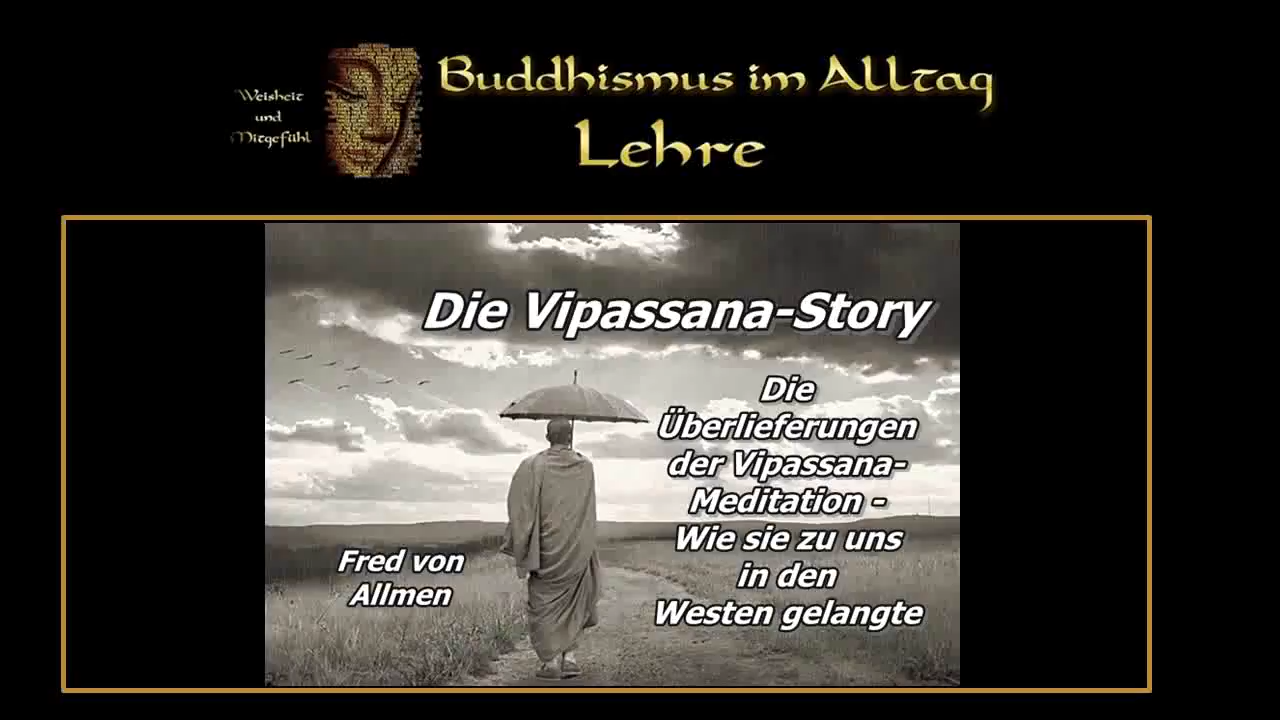 Weisheit
und
Mitgefühl
Buddhismus im Alltag
Lehre
Die Vipassana-Story
Die
Überlieferungen
der Vipassana-
Meditation -
Wie sie zu uns
in den
Westen gelangte
Fred von
Allmen